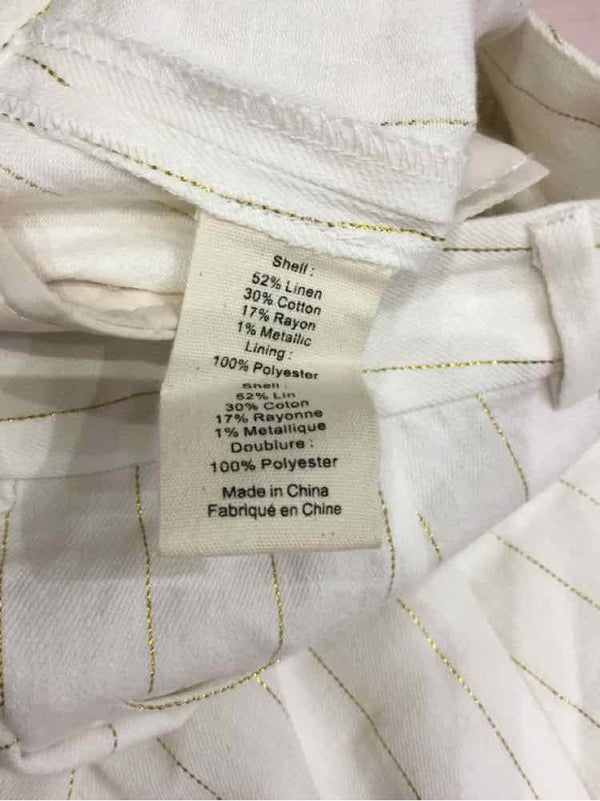 Shell :
52% Linen
30% Cotton
17% Rayon
1% Metallic
Lining :
100% Polyester
Shell :
52% Lin
30% Coton
17% Rayonne
1% Metallique
Doublure :
100% Polyester
Made in China
Fabriqué en Chine